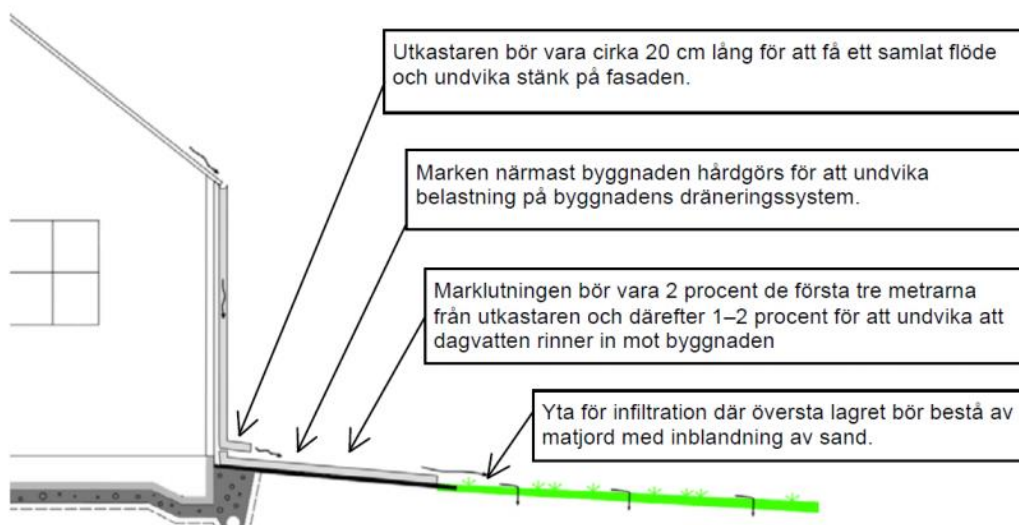 Utkastaren bör vara cirka 20 cm lång för att få ett samlat flöde
och undvika stänk på fasaden.
Marken närmast byggnaden hårdgörs för att undvika
belastning på byggnadens dräneringssystem.
Marklutningen bör vara 2 procent de första tre metrarna
från utkastaren och därefter 1–2 procent för att undvika att
dagvatten rinner in mot byggnaden
Yta för infiltration där översta lagret bör bestå av
matjord med inblandning av sand.